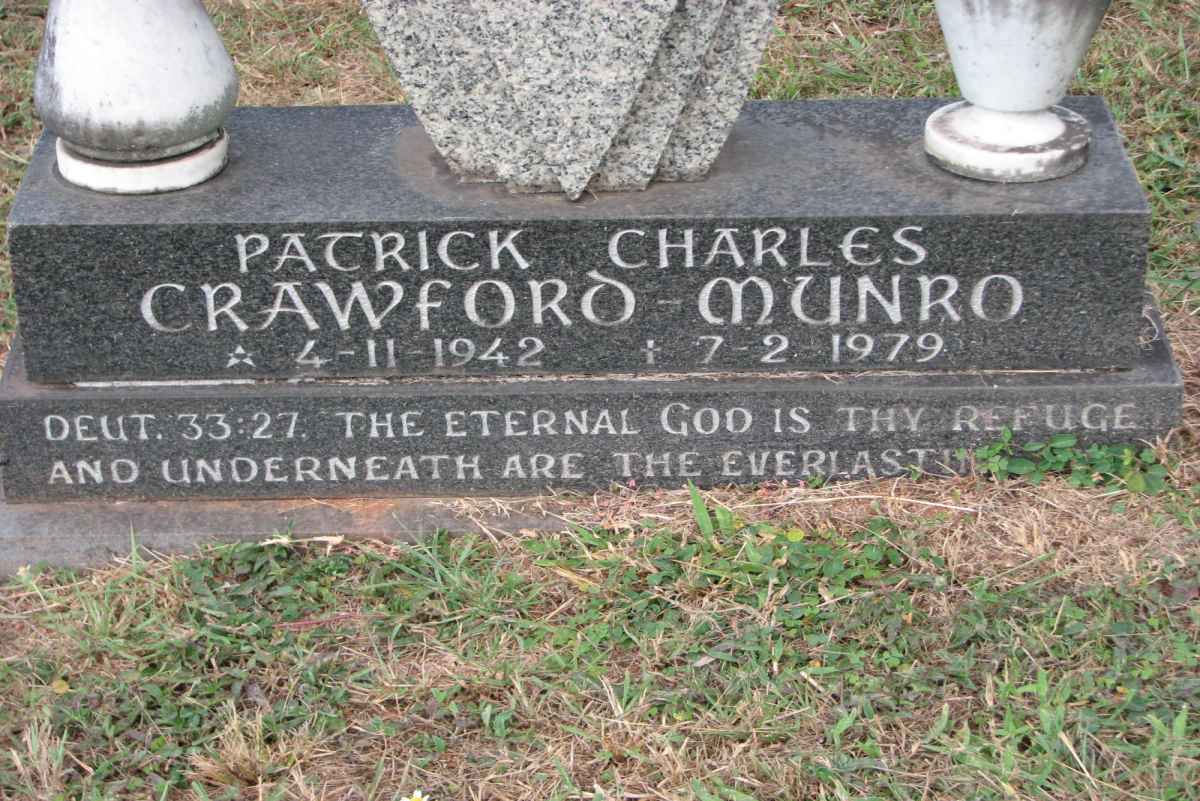 PATRICK CHARLES
CRAWFORD-MUNRO
4-11-1942 † 7-2-1979
DEUT. 33:27. THE ETERNAL GOD IS THY REFUGE
AND UNDERNEATH ARE THE